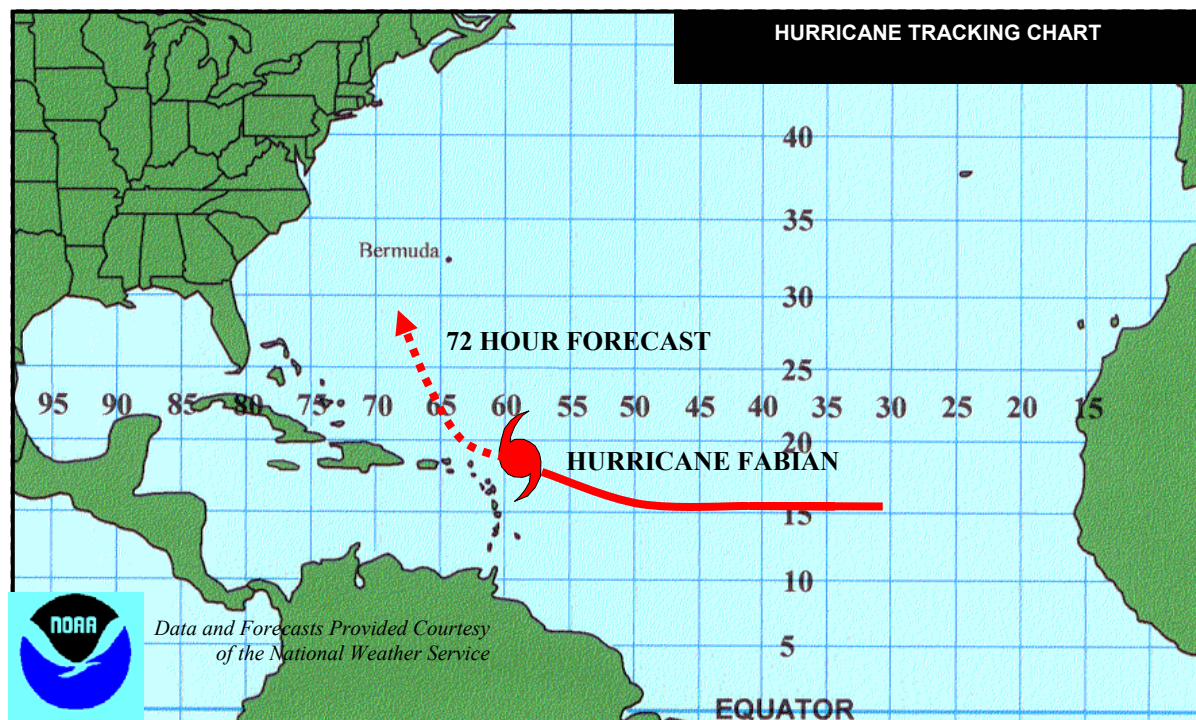 HURRICANE TRACKING CHART
40
35
Bermuda
30
72 HOUR FORECAST
25
95 90 85 80 75 70 65 60 55 50 45 40 35 30 25 20 15
20
HURRICANE FABIAN
15
10
NOAA
Data and Forecasts Provided Courtesy
of the National Weather Service
5
EQUATOR